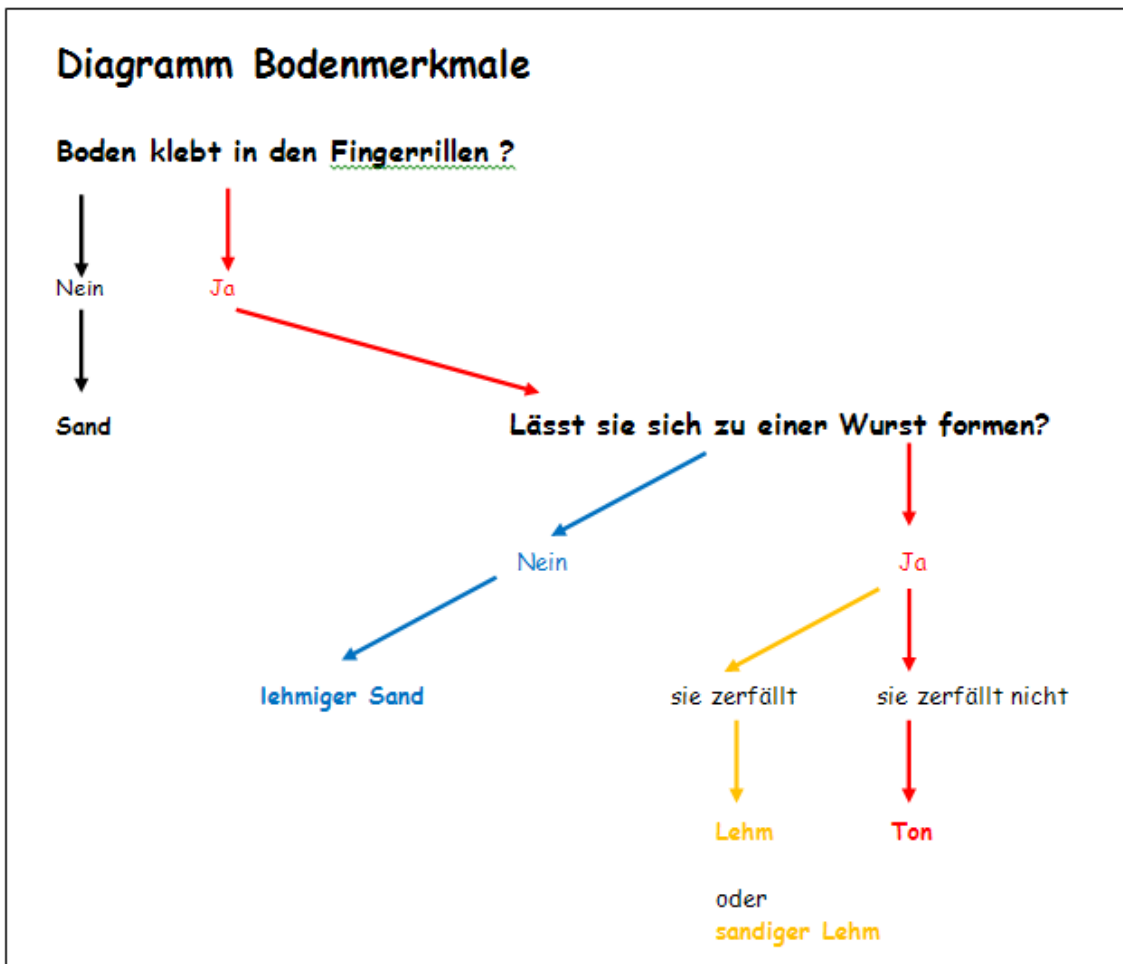 Diagramm Bodenmerkmale
Boden klebt in den Fingerrillen ?
Nein Ja
Sand Lässt sie sich zu einer Wurst formen?
Nein Ja
lehmiger Sand sie zerfällt sie zerfällt nicht
Lehm Ton
oder
sandiger Lehm